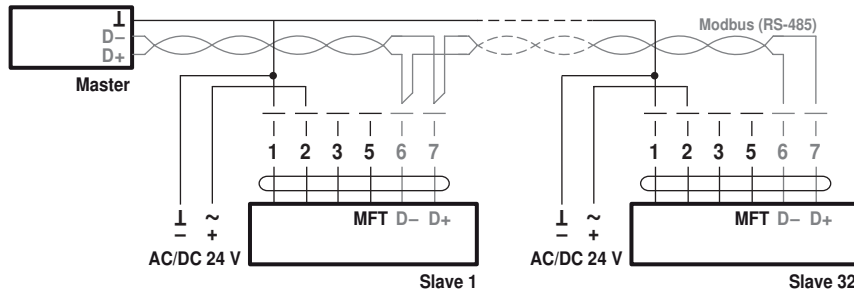 ⊥
D–
D+
Master
Modbus (RS-485)
1 2 3 5 6 7
1 2 3 5 6 7
⊥ ~
– +
AC/DC 24 V
MFT D– D+
Slave 1
⊥ ~
– +
AC/DC 24 V
MFT D– D+
Slave 32